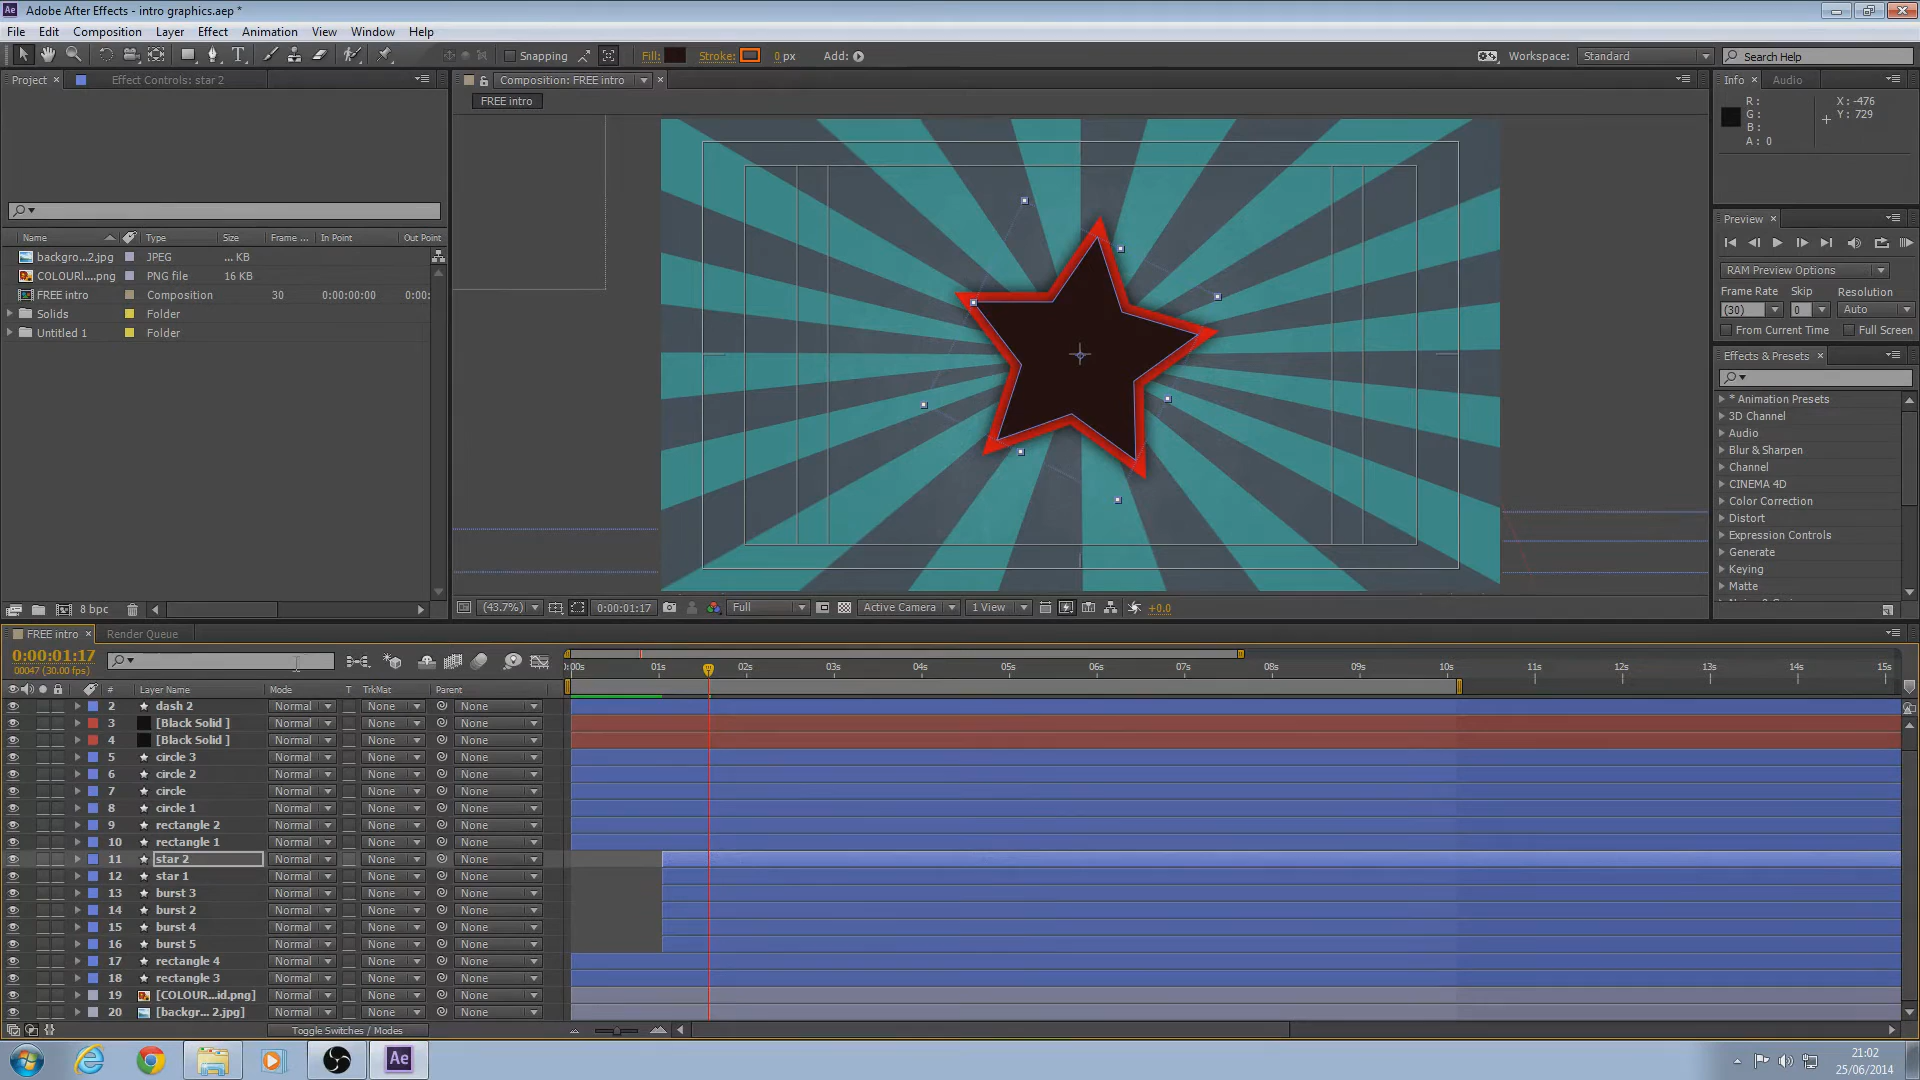 Adobe After Effects - intro graphics.aep *
File Edit Composition Layer Effect Animation View Window Help
Snapping Fill: Stroke: 0 px Add: Workspace: Standard Search Help
Project Effect Controls: star 2 Composition: FREE intro Info Audio
FREE intro
R: X: -476
G: Y: 729
B:
A: 0
Preview
Name Type Size Frame ... In Point Out Point
backgro...2.jpg JPEG ... KB
COLOURl....png PNG file 16 KB
FREE intro Composition 30 0:00:00:00 0:00:
Solids Folder
Untitled 1 Folder
RAM Preview Options
Frame Rate Skip Resolution
(30) 0 Auto
From Current Time Full Screen
Effects & Presets
* Animation Presets
3D Channel
Audio
Blur & Sharpen
Channel
CINEMA 4D
Color Correction
Distort
Expression Controls
Generate
Keying
Matte
8 bpc (43.7%) 0:00:01:17 Full Active Camera 1 View +0.0
FREE intro Render Queue
0:00:01:17
00047 (30.00 fps)
:00s 01s 02s 03s 04s 05s 06s 07s 08s 09s 10s 11s 12s 13s 14s 15s
# Layer Name Mode T TrkMat Parent
2 dash 2 Normal None None
3 [Black Solid ] Normal None None
4 [Black Solid ] Normal None None
5 circle 3 Normal None None
6 circle 2 Normal None None
7 circle Normal None None
8 circle 1 Normal None None
9 rectangle 2 Normal None None
10 rectangle 1 Normal None None
11 star 2 Normal None None
12 star 1 Normal None None
13 burst 3 Normal None None
14 burst 2 Normal None None
15 burst 4 Normal None None
16 burst 5 Normal None None
17 rectangle 4 Normal None None
18 rectangle 3 Normal None None
19 [COLOUR...id.png] Normal None None
20 [backgr... 2.jpg] Normal None None
Toggle Switches / Modes
Ae
21:02
25/06/2014